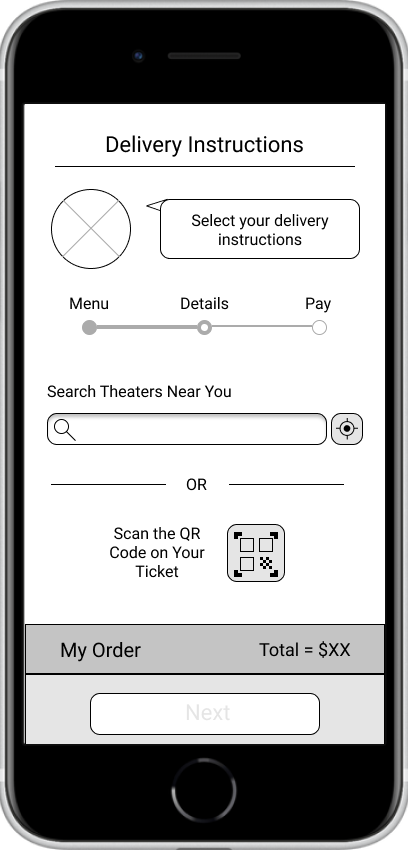 Delivery Instructions
Select your delivery
instructions
Menu Details Pay
Search Theaters Near You
OR
Scan the QR
Code on Your
Ticket
My Order Total = $XX
Next